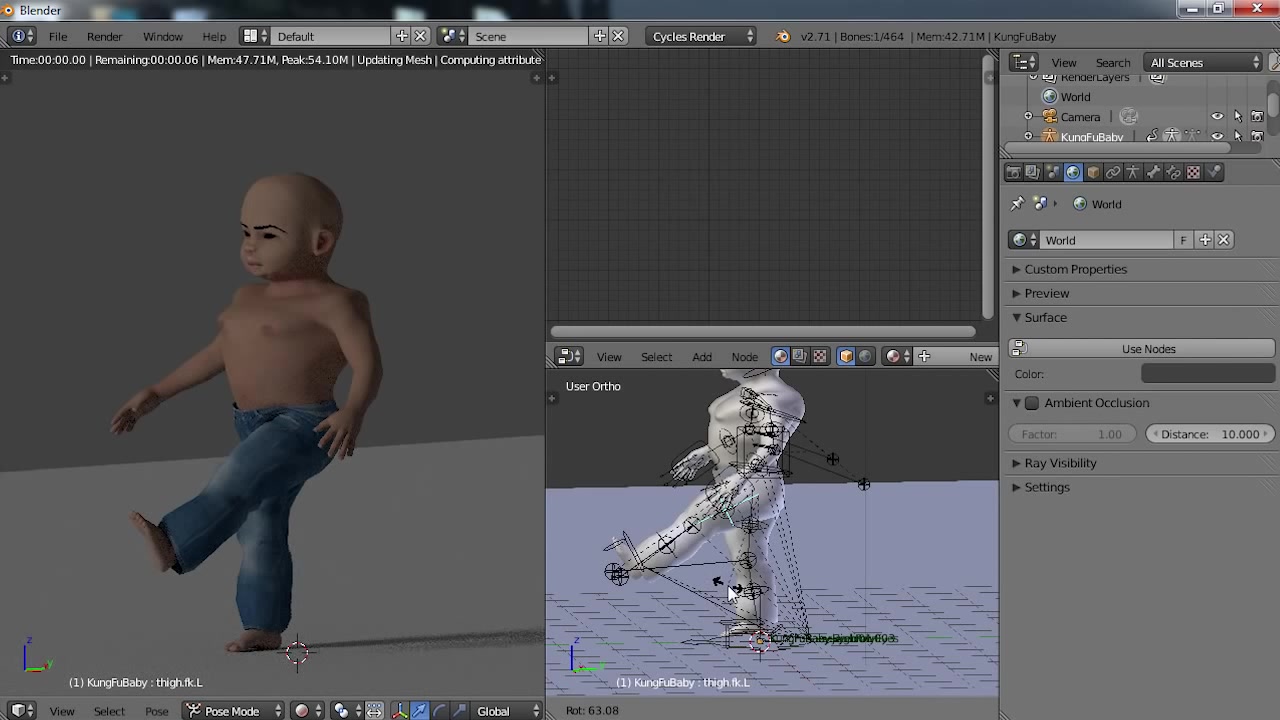 Blender
File Render Window Help Default Scene Cycles Render v2.71 | Bones:1/464 | Mem:42.71M | KungFuBaby
Time:00:00.00 | Remaining:00:00.06 | Mem:47.71M, Peak:54.10M | Updating Mesh | Computing attribute
View Search All Scenes
RenderLayers
World
Camera
KungFuBaby
World
World F
Custom Properties
Preview
Surface
Use Nodes
Color:
Ambient Occlusion
Factor: 1.00 Distance: 10.000
Ray Visibility
Settings
View Select Add Node New
User Ortho
z
y
(1) KungFuBaby : thigh.fk.L
z
(1) KungFuBaby : thigh.fk.L
View Select Pose Pose Mode Global
Rot: 63.08